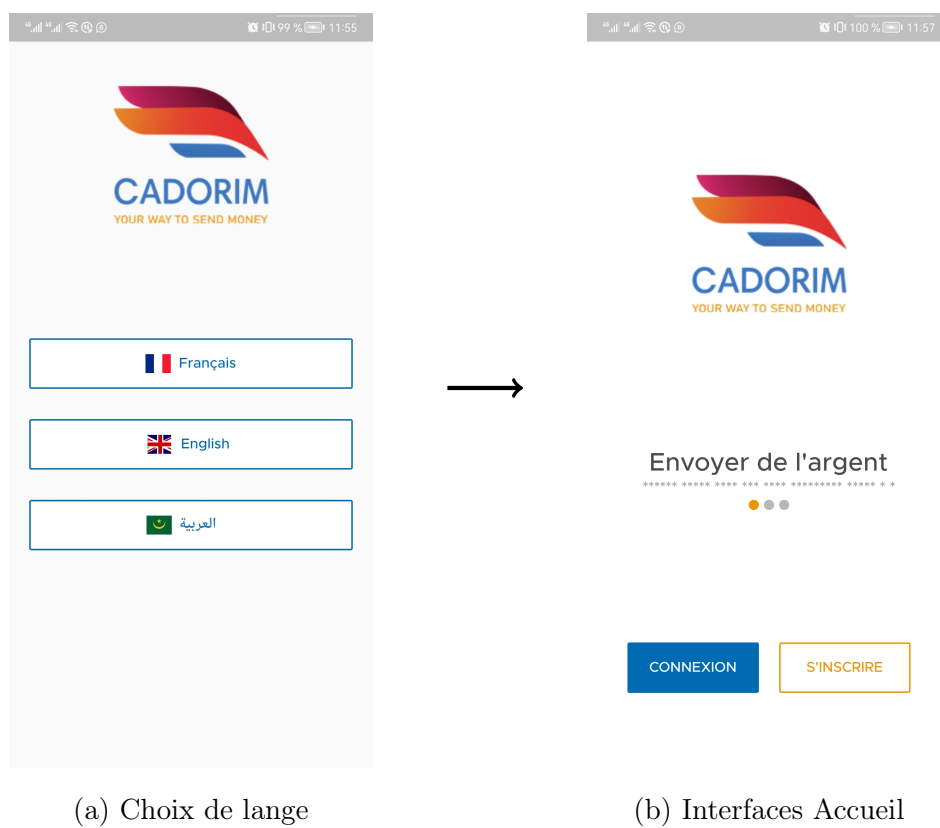 99 % 11:55
CADORIM
YOUR WAY TO SEND MONEY
Français
English
العربية
(a) Choix de lange
100 % 11:57
CADORIM
YOUR WAY TO SEND MONEY
Envoyer de l'argent
****** ***** **** *** **** ********* ***** * *
CONNEXION
S'INSCRIRE
(b) Interfaces Accueil